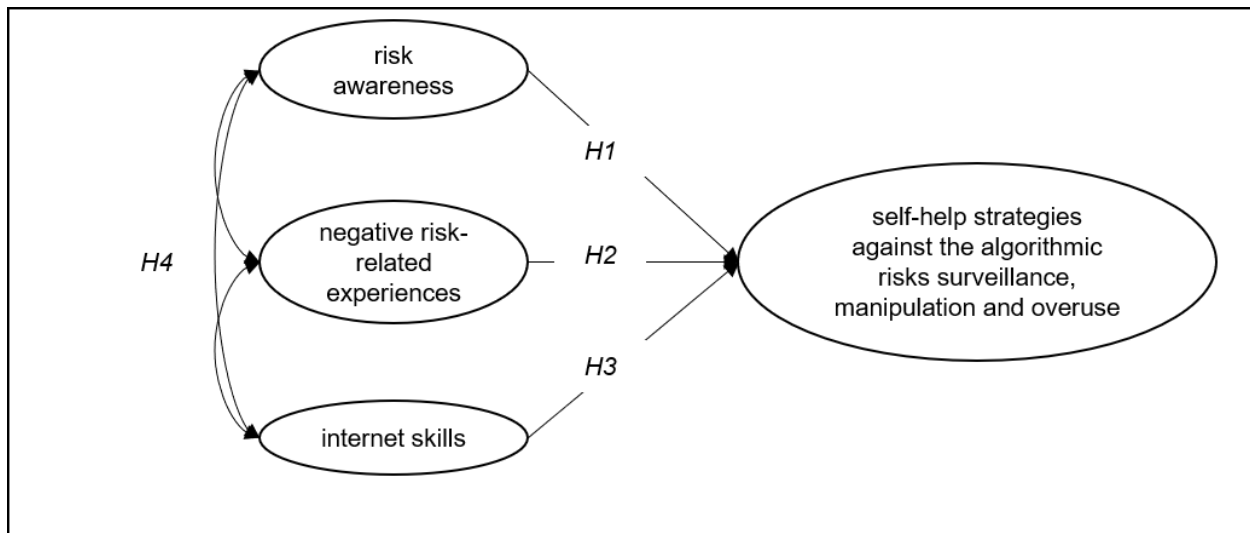 risk
awareness
H1
negative risk-
related
experiences
H2
H4
self-help strategies
against the algorithmic
risks surveillance,
manipulation and overuse
H3
internet skills